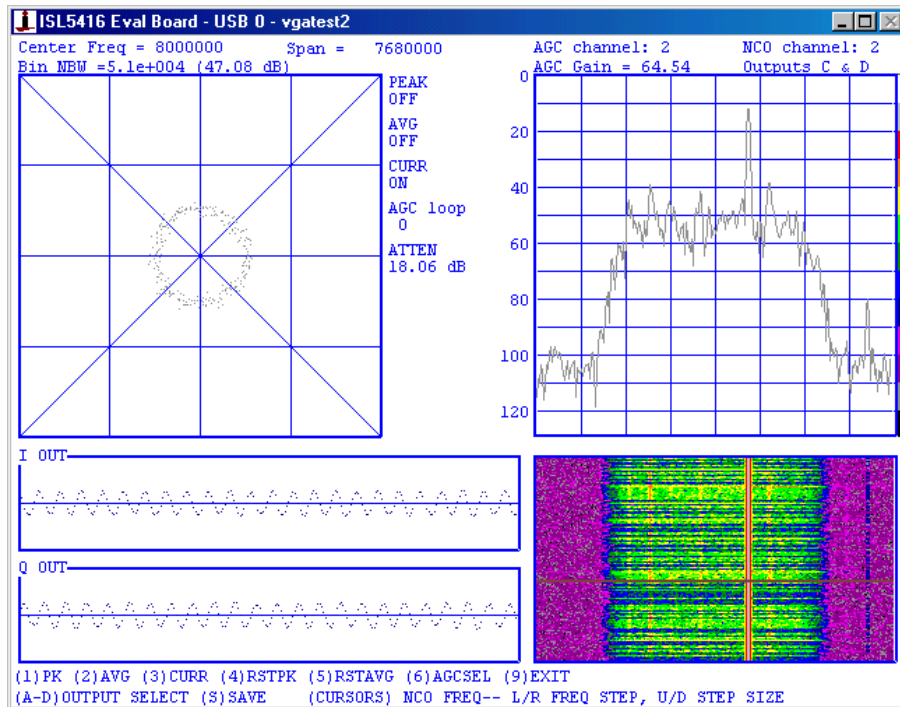 ISL5416 Eval Board - USB 0 - vgatest2
Center Freq = 8000000 Span = 7680000
Bin NBW =5.1e+004 (47.08 dB)
AGC channel: 2 NCO channel: 2
AGC Gain = 64.54 Outputs C & D
PEAK
OFF
AVG
OFF
CURR
ON
AGC loop
0
ATTEN
18.06 dB
0
20
40
60
80
100
120
I OUT
Q OUT
(1)PK (2)AVG (3)CURR (4)RSTPK (5)RSTAVG (6)AGCSEL (9)EXIT
(A-D)OUTPUT SELECT (S)SAVE (CURSORS) NCO FREQ-- L/R FREQ STEP, U/D STEP SIZE